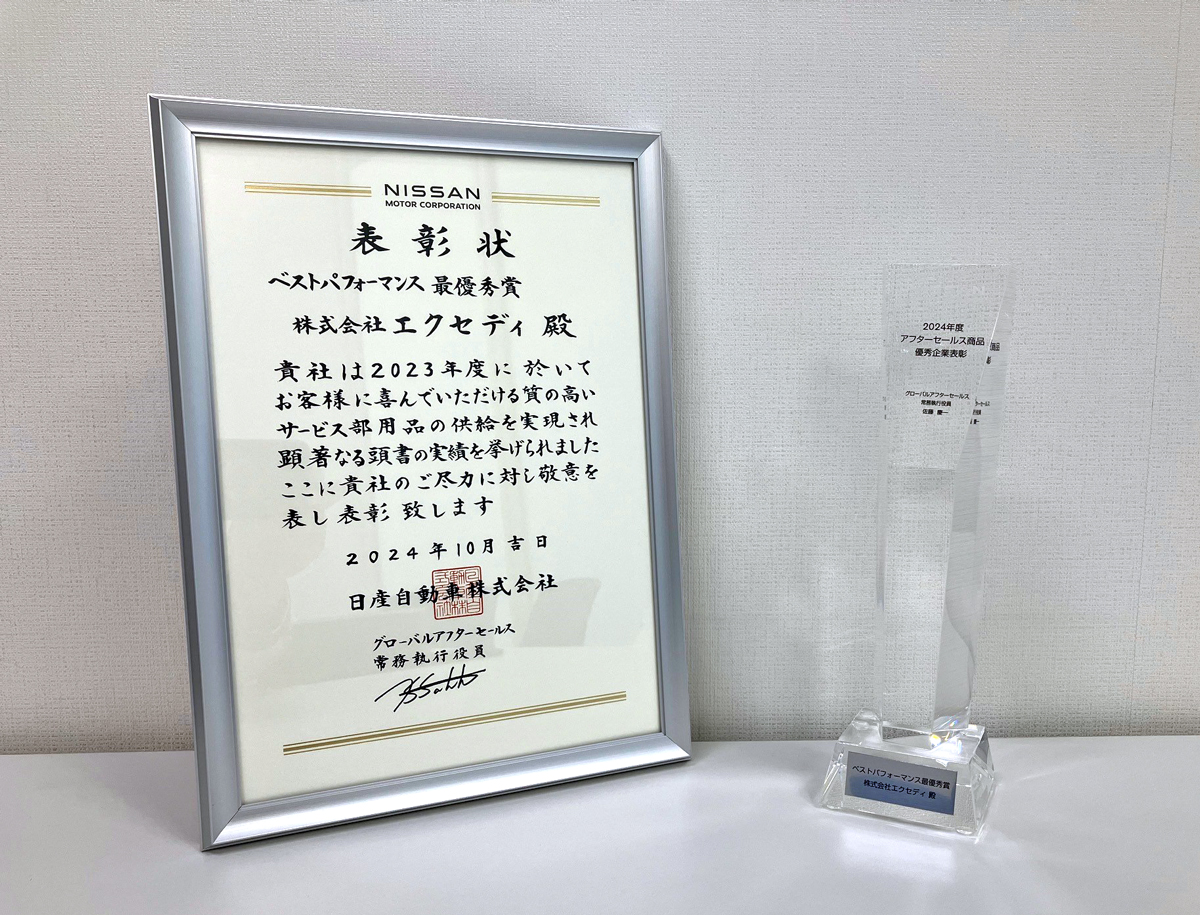 NISSAN
MOTOR CORPORATION
表彰状
ベストパフォーマンス 最優秀賞
株式会社 エクセディ 殿
貴社は2023年度に於いて
お客様に喜んでいただける質の高い
サービス部用品の供給を実現され
顕著なる頭書の実績を挙げられました
ここに貴社のご尽力に対し敬意を
表し表彰致します
2024年10月吉日
日産自動車株式会社
グローバルアフターセールス
常務執行役員
2024年度
アフターセールス商品
優秀企業表彰
グローバルアフターセールス
常務執行役員
佐藤 慶一
ベストパフォーマンス最優秀賞
株式会社エクセディ 殿